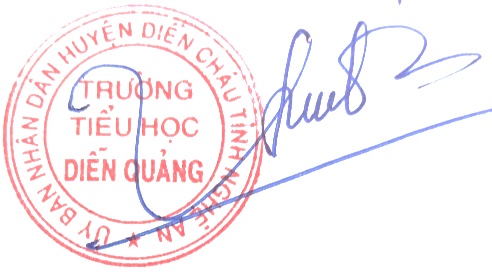 ỦY BAN NHÂN DÂN HUYỆN DIỄN CHÂU TỈNH NGHỆ AN
TRƯỜNG
TIỂU HỌC
DIỄN QUẢNG